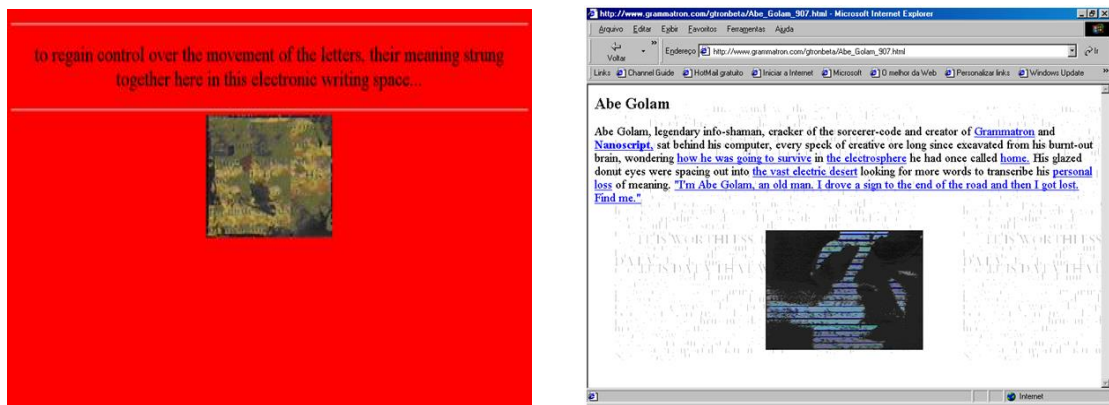 to regain control over the movement of the letters, their meaning strung
together here in this electronic writing space...
http://www.grammatron.com/gtronbeta/Abe_Golam_907.html - Microsoft Internet Explorer
Arquivo Editar Exibir Favoritos Ferramentas Ajuda
Voltar Endereço http://www.grammatron.com/gtronbeta/Abe_Golam_907.html Ir
Links Channel Guide HotMail gratuito Iniciar a Internet Microsoft O melhor da Web Personalizar links Windows Update
Abe Golam
Abe Golam, legendary info-shaman, cracker of the sorcerer-code and creator of Grammatron and
Nanoscript, sat behind his computer, every speck of creative ore long since excavated from his burnt-out
brain, wondering how he was going to survive in the electrosphere he had once called home. His glazed
donut eyes were spacing out into the vast electric desert looking for more words to transcribe his personal
loss of meaning. "I'm Abe Golam, an old man. I drove a sign to the end of the road and then I got lost.
Find me."
Internet